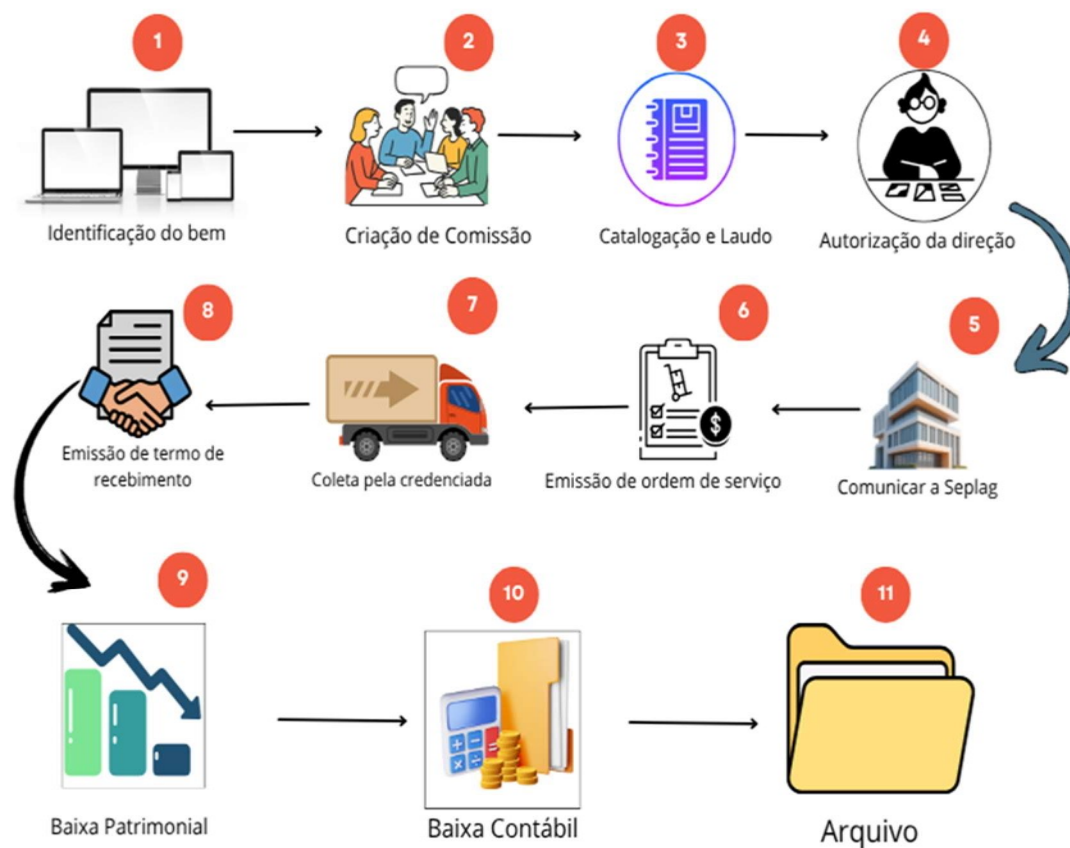 1
2
3
4
Identificação do bem
Criação de Comissão
Catalogação e Laudo
Autorização da direção
8
7
6
5
Emissão de termo de
recebimento
Coleta pela credenciada
Emissão de ordem de serviço
Comunicar a Seplag
9
10
11
Baixa Patrimonial
Baixa Contábil
Arquivo